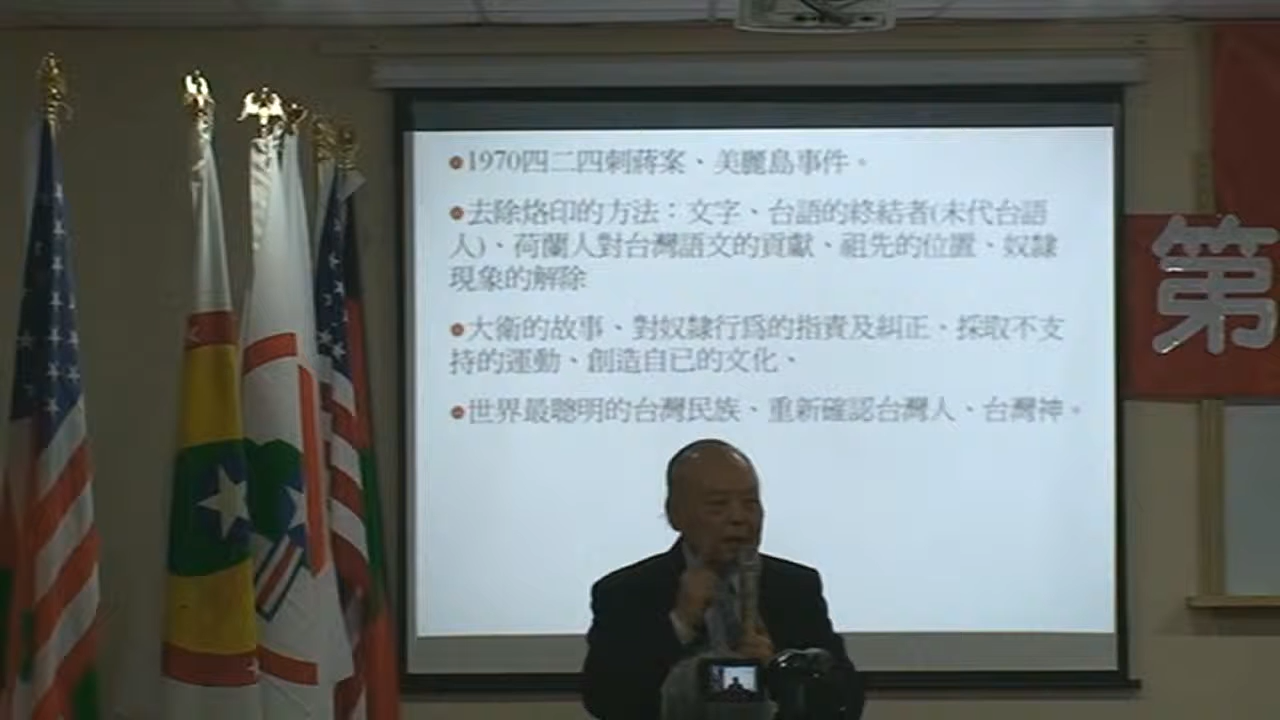 ●1970四二四刺蔣案、美麗島事件。
●去除烙印的方法：文字、台語的終結者(末代台語
人)、荷蘭人對台灣語文的貢獻、祖先的位置、奴隸
現象的解除
●大衛的故事、對奴隸行為的指責及糾正、採取不支
持的運動、創造自已的文化、
●世界最聰明的台灣民族、重新確認台灣人、台灣神。
第